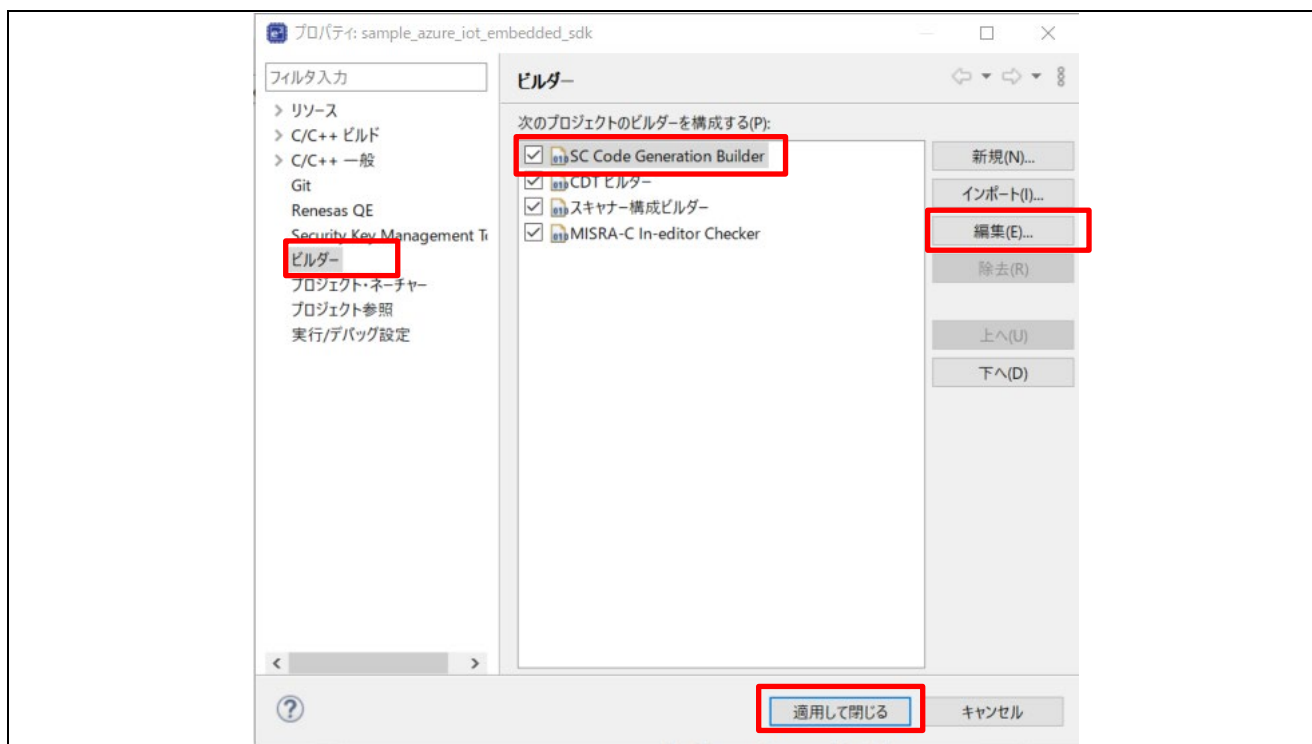 プロパティ: sample_azure_iot_embedded_sdk
フィルタ入力
リソース
C/C++ ビルド
C/C++ 一般
Git
Renesas QE
Security Key Management
ビルダー
プロジェクト・ネーチャー
プロジェクト参照
実行/デバッグ設定
ビルダー
次のプロジェクトのビルダーを構成する(P):
SC Code Generation Builder
CDT ビルダー
スキャナー構成ビルダー
MISRA-C In-editor Checker
新規(N)...
インポート(I)...
編集(E)...
除去(R)
上へ(U)
下へ(D)
適用して閉じる
キャンセル